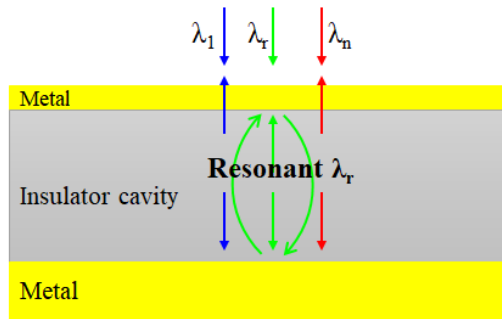 λ₁ λᵣ λₙ
Metal
Resonant λᵣ
Insulator cavity
Metal